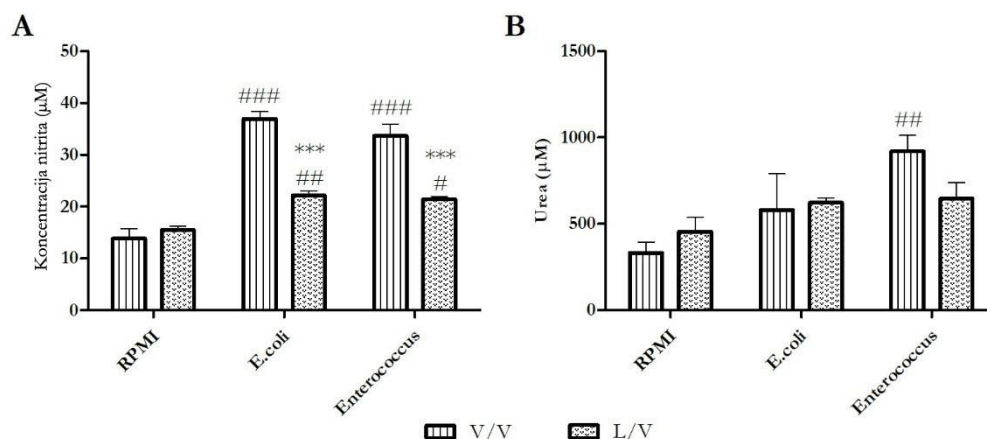 A
Koncentracija nitrita (µM)
50
40
30
20
10
0
###
***
##
###
***
#
RPMI
E.coli
Enterococcus
B
Urea (µM)
1500
1000
500
0
##
RPMI
E.coli
Enterococcus
V/V
L/V